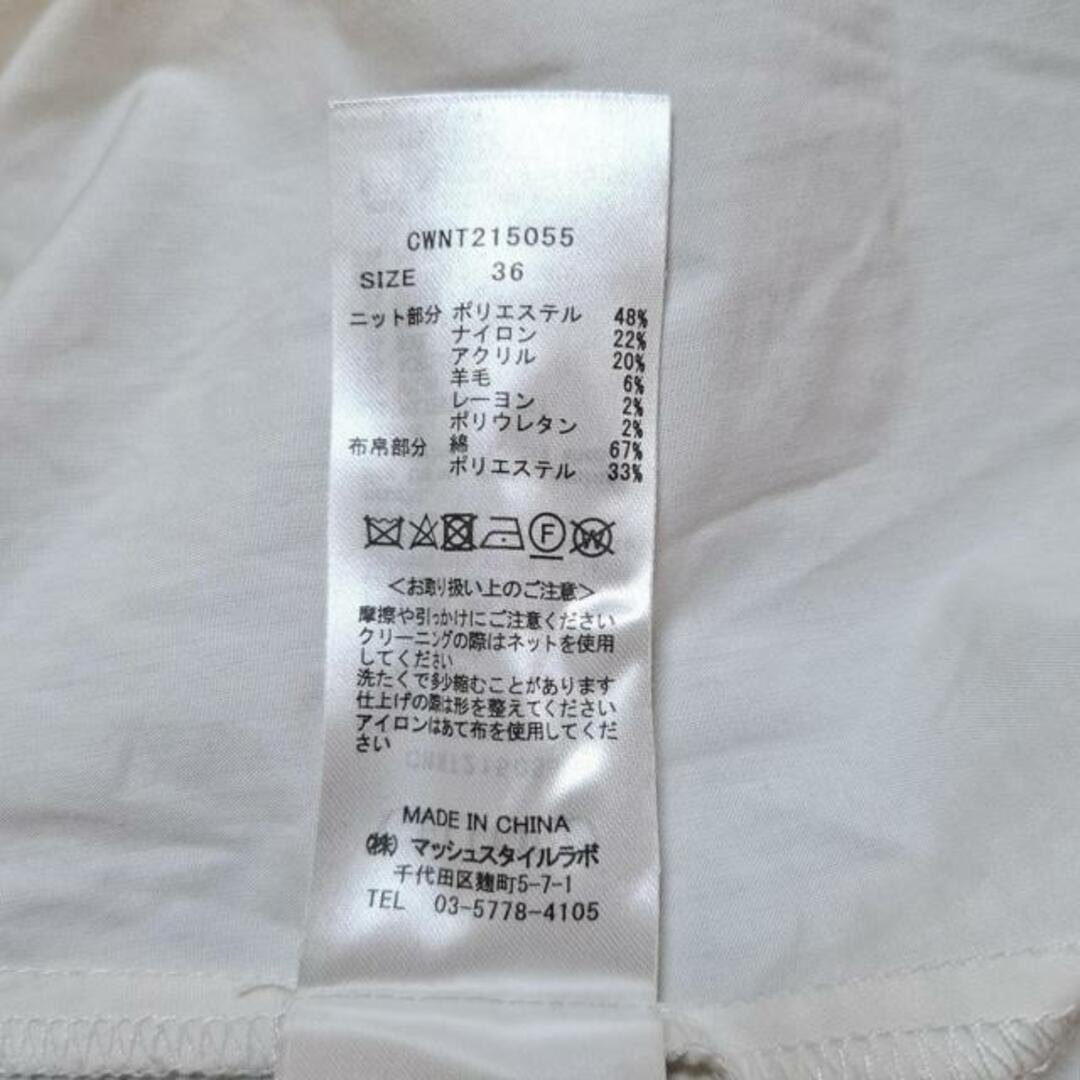 CWNT215055
SIZE 36
ニット部分 ポリエステル 48%
ナイロン 22%
アクリル 20%
羊毛 6%
レーヨン 2%
ポリウレタン 2%
布帛部分 綿 67%
ポリエステル 33%
F W
<お取り扱い上のご注意>
摩擦や引っかけにご注意ください
クリーニングの際はネットを使用
してください
洗たくで多少縮むことがあります
仕上げの際は形を整えてください
アイロンはあて布を使用してくだ
さい
MADE IN CHINA
(株)マッシュスタイルラボ
千代田区麹町5-7-1
TEL 03-5778-4105